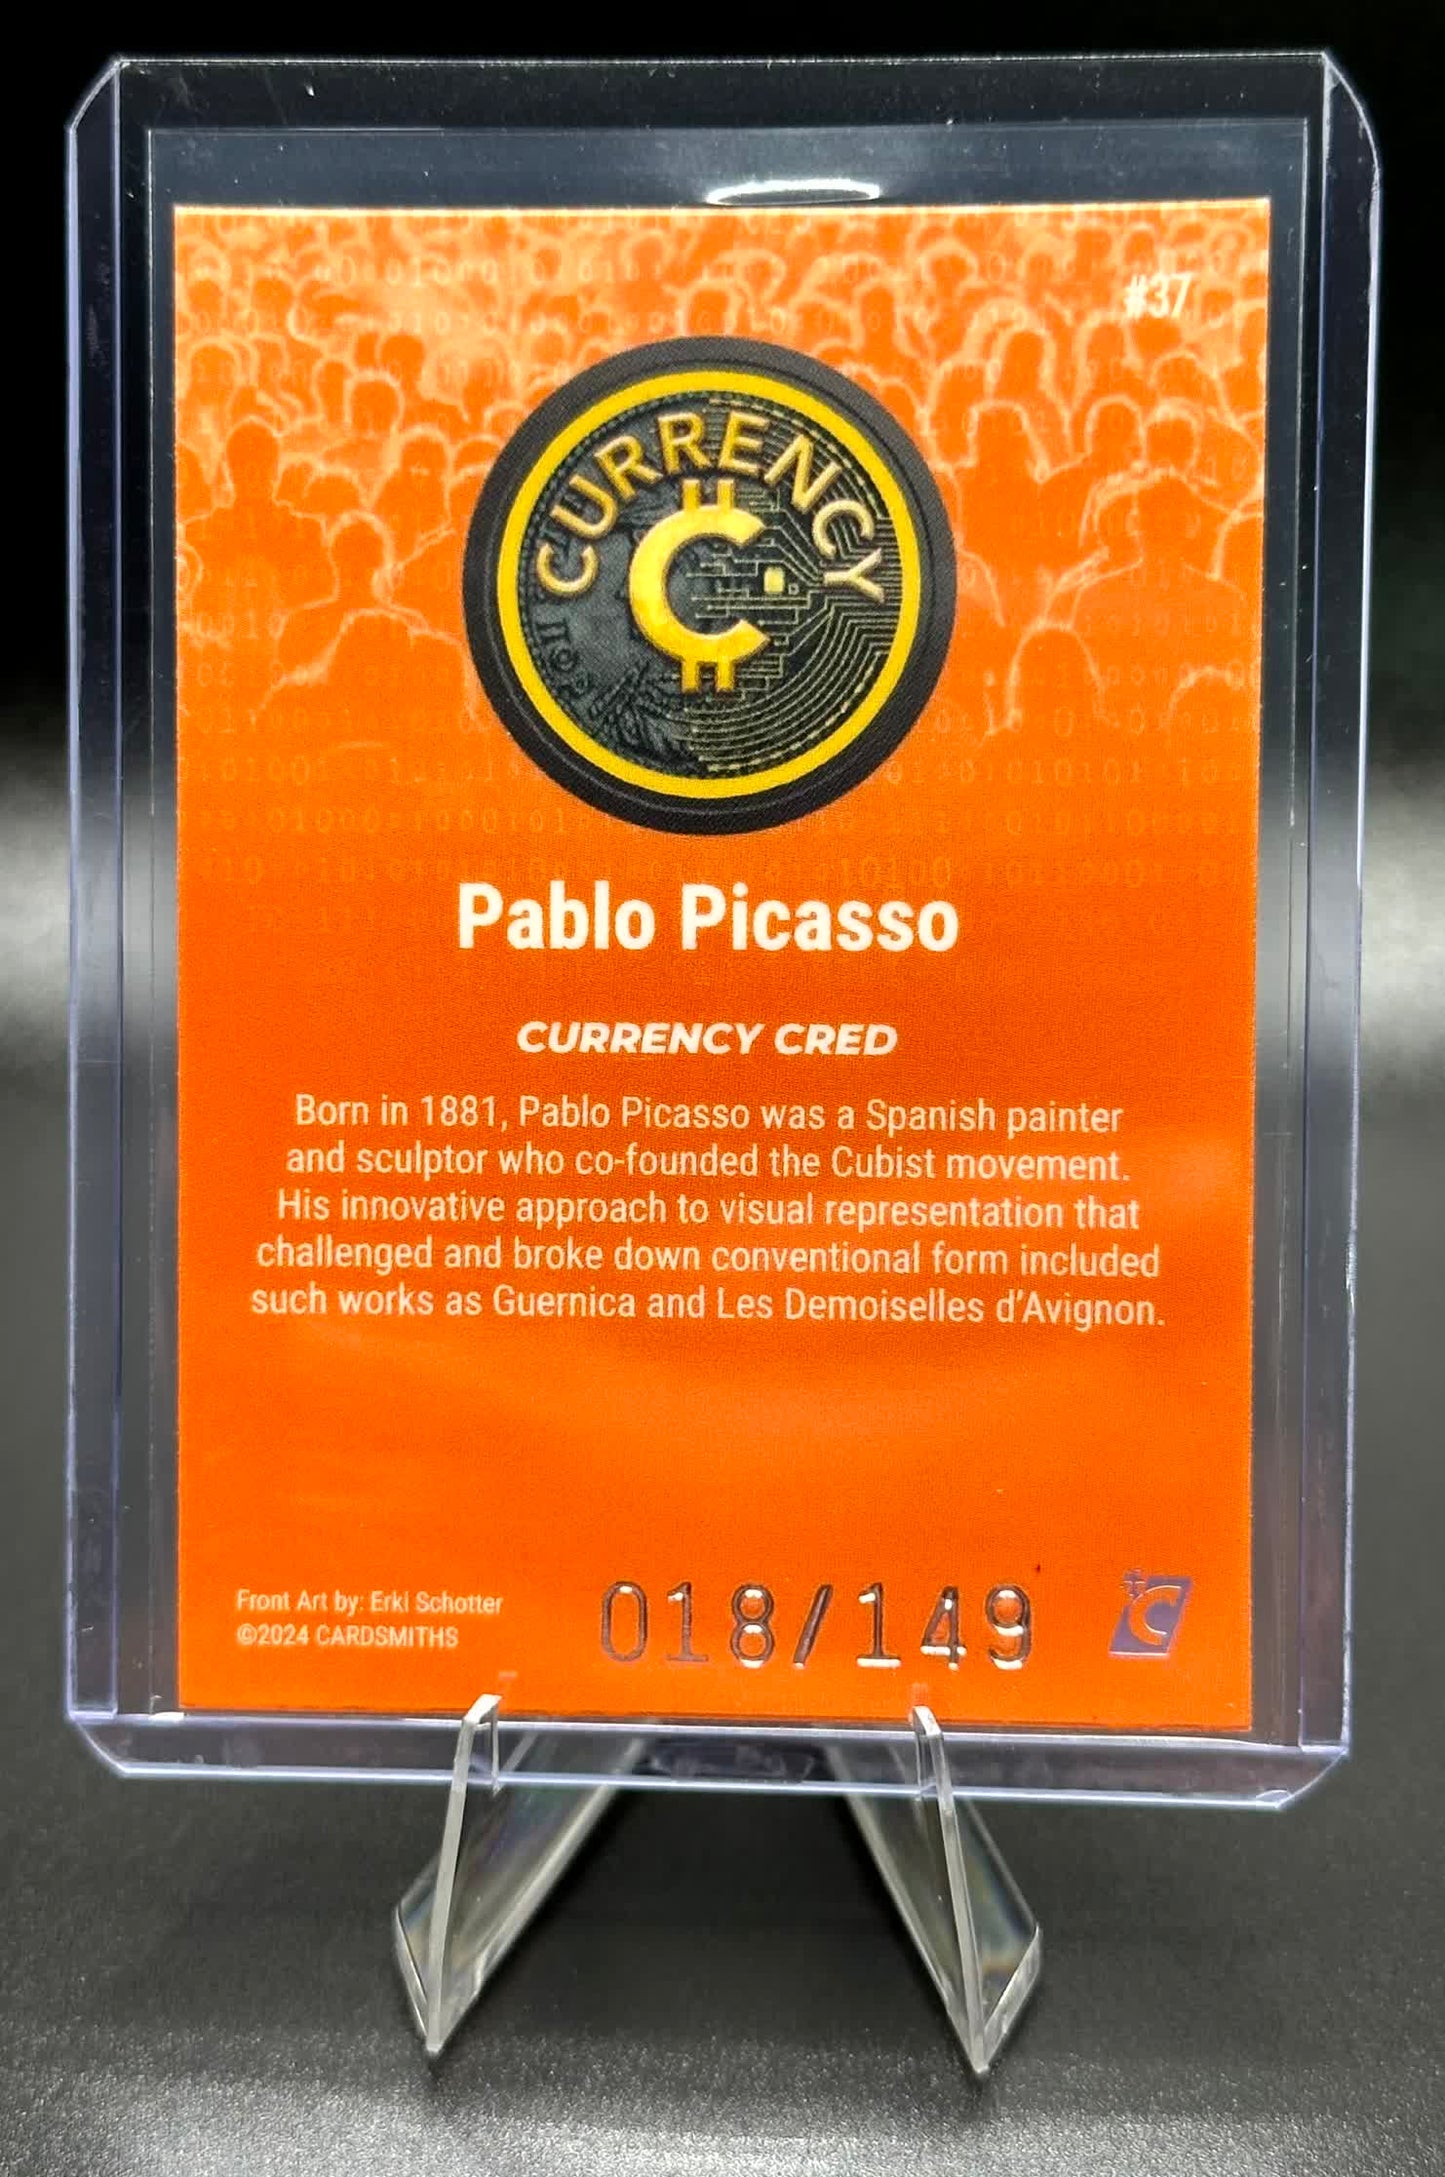 #37
CURRENCY
Pablo Picasso
CURRENCY CRED
Born in 1881, Pablo Picasso was a Spanish painter
and sculptor who co-founded the Cubist movement.
His innovative approach to visual representation that
challenged and broke down conventional form included
such works as Guernica and Les Demoiselles d'Avignon.
Front Art by: Erki Schotter
©2024 CARDSMITHS
018/149